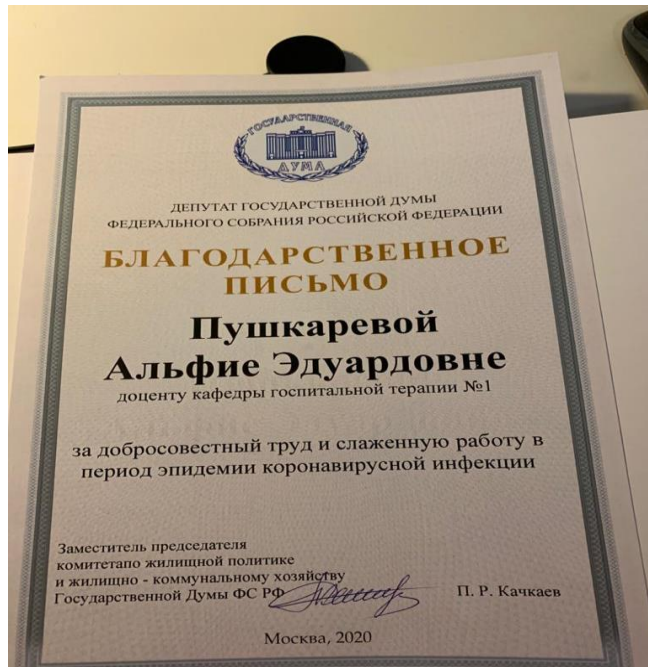 ГОСУДАРСТВЕННАЯ
ДУМА
ДЕПУТАТ ГОСУДАРСТВЕННОЙ ДУМЫ
ФЕДЕРАЛЬНОГО СОБРАНИЯ РОССИЙСКОЙ ФЕДЕРАЦИИ
БЛАГОДАРСТВЕННОЕ
ПИСЬМО
Пушкаревой
Альфие Эдуардовне
доценту кафедры госпитальной терапии №1
за добросовестный труд и слаженную работу в
период эпидемии коронавирусной инфекции
Заместитель председателя
комитетапо жилищной политике
и жилищно - коммунальному хозяйству
Государственной Думы ФС РФ
П. Р. Качкаев
Москва, 2020